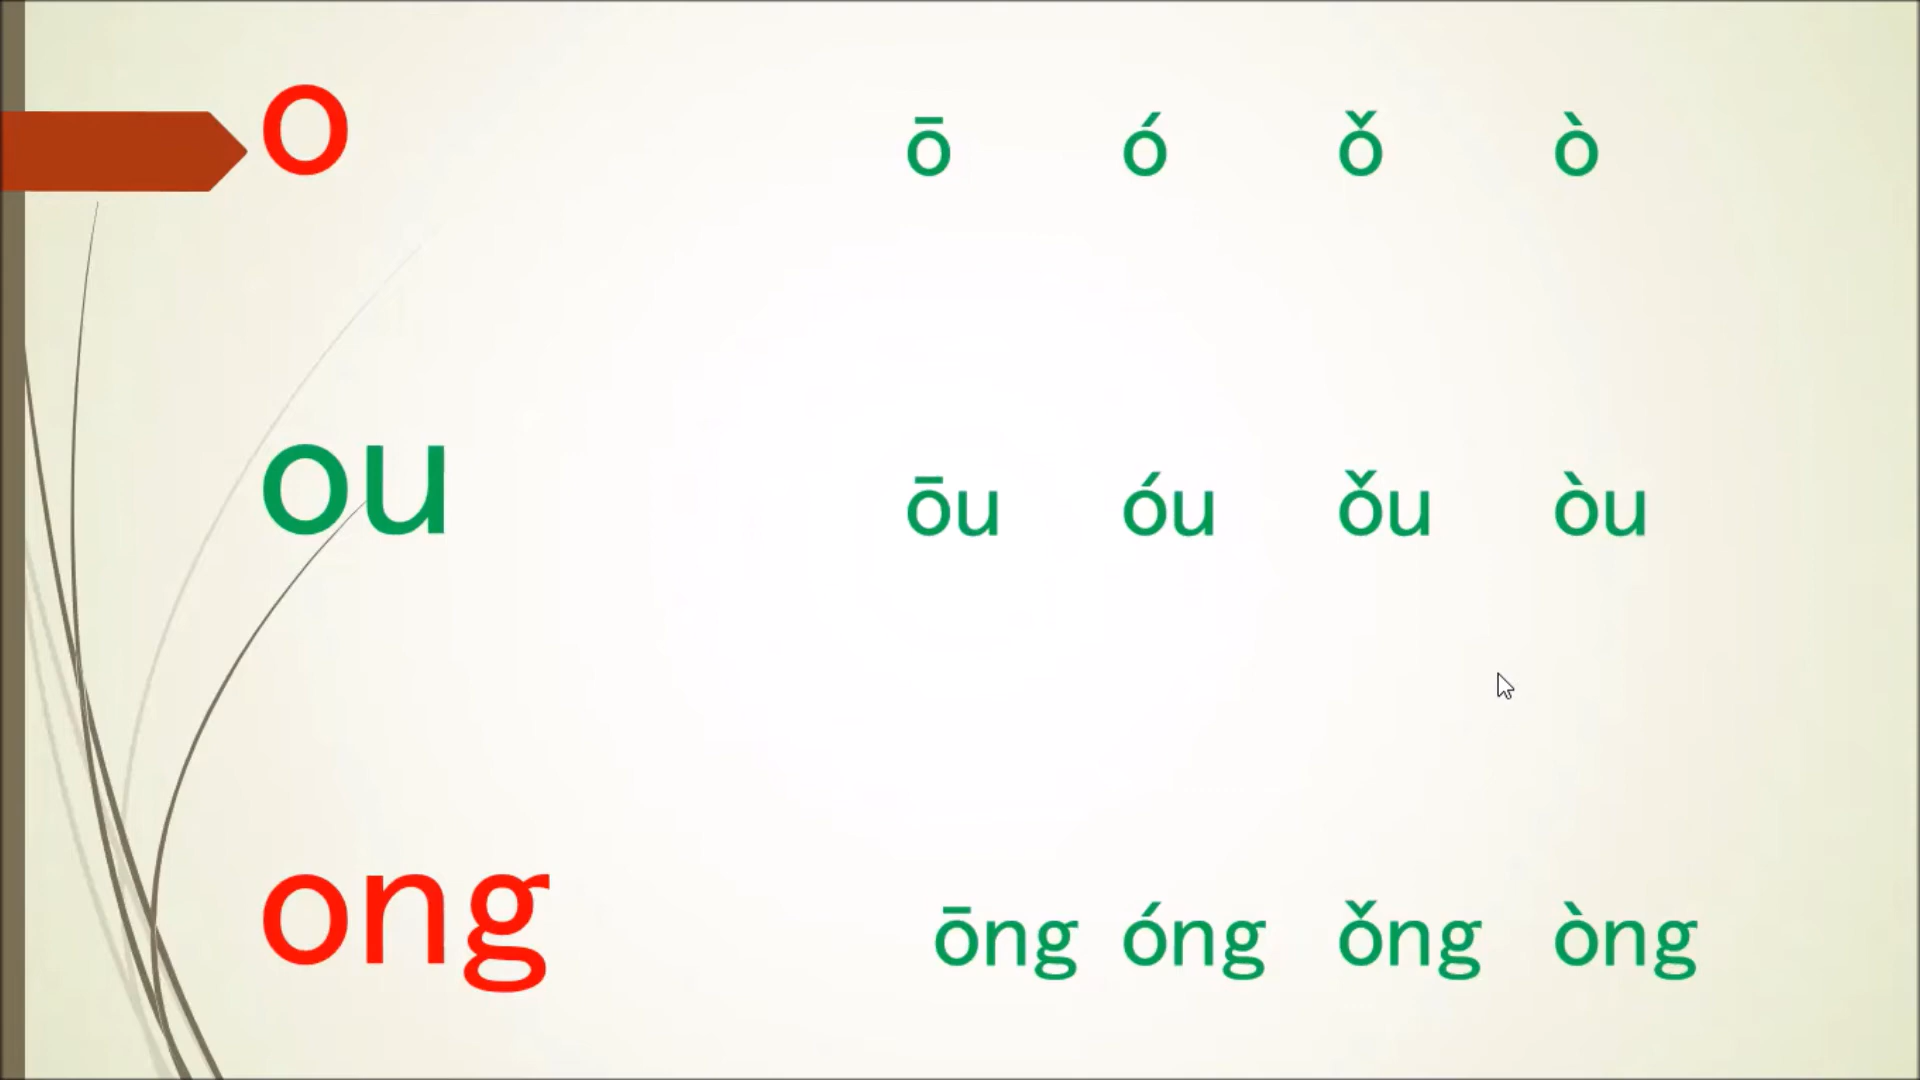 o ō ó ǒ ò
ou ōu óu ǒu òu
ong ōng óng ǒng òng